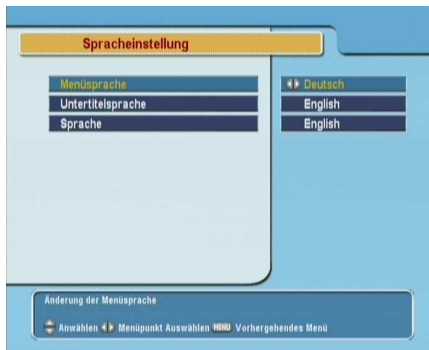 Spracheinstellung
Menüsprache Deutsch
Untertitelsprache English
Sprache English
Änderung der Menüsprache
Anwählen Menüpunkt Auswählen MENU Vorhergehendes Menü